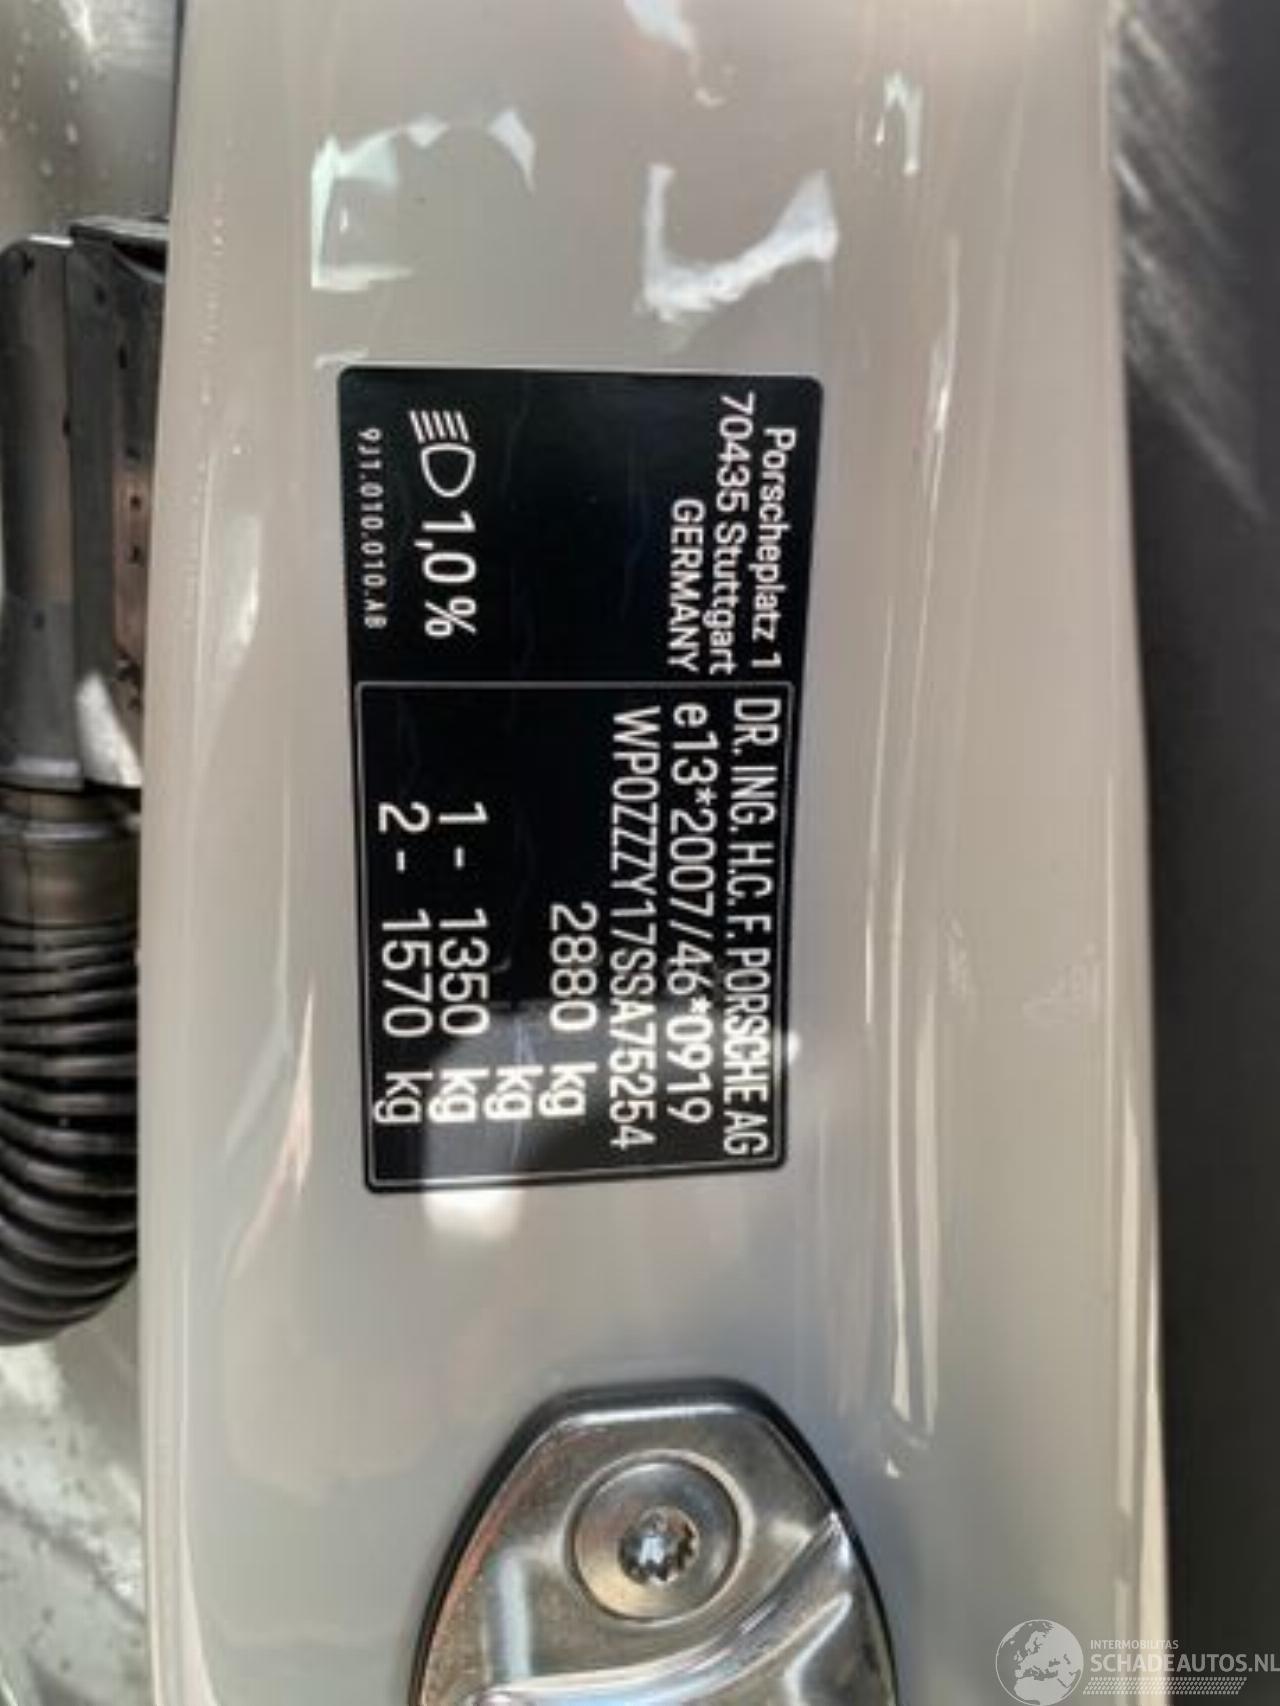 Porscheplatz 1
70435 Stuttgart
GERMANY
1,0 %
9J1.010.010.AB
DR. ING. H.C. F. PORSCHE AG
e13*2007/46*0919
WP0ZZZY17SSA75254
2880 kg
kg
1 - 1350 kg
2 - 1570 kg
INTERMOBILITAS
SCHADEAUTOS.NL